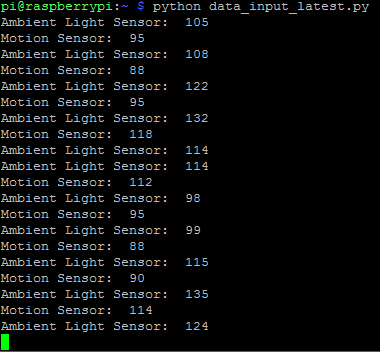 pi@raspberrypi:~ $ python data_input_latest.py
Ambient Light Sensor:  105
Motion Sensor:  95
Ambient Light Sensor:  108
Motion Sensor:  88
Ambient Light Sensor:  122
Motion Sensor:  95
Ambient Light Sensor:  132
Motion Sensor:  118
Ambient Light Sensor:  114
Ambient Light Sensor:  114
Motion Sensor:  112
Ambient Light Sensor:  98
Motion Sensor:  95
Ambient Light Sensor:  99
Motion Sensor:  88
Ambient Light Sensor:  115
Motion Sensor:  90
Ambient Light Sensor:  135
Motion Sensor:  114
Ambient Light Sensor:  124